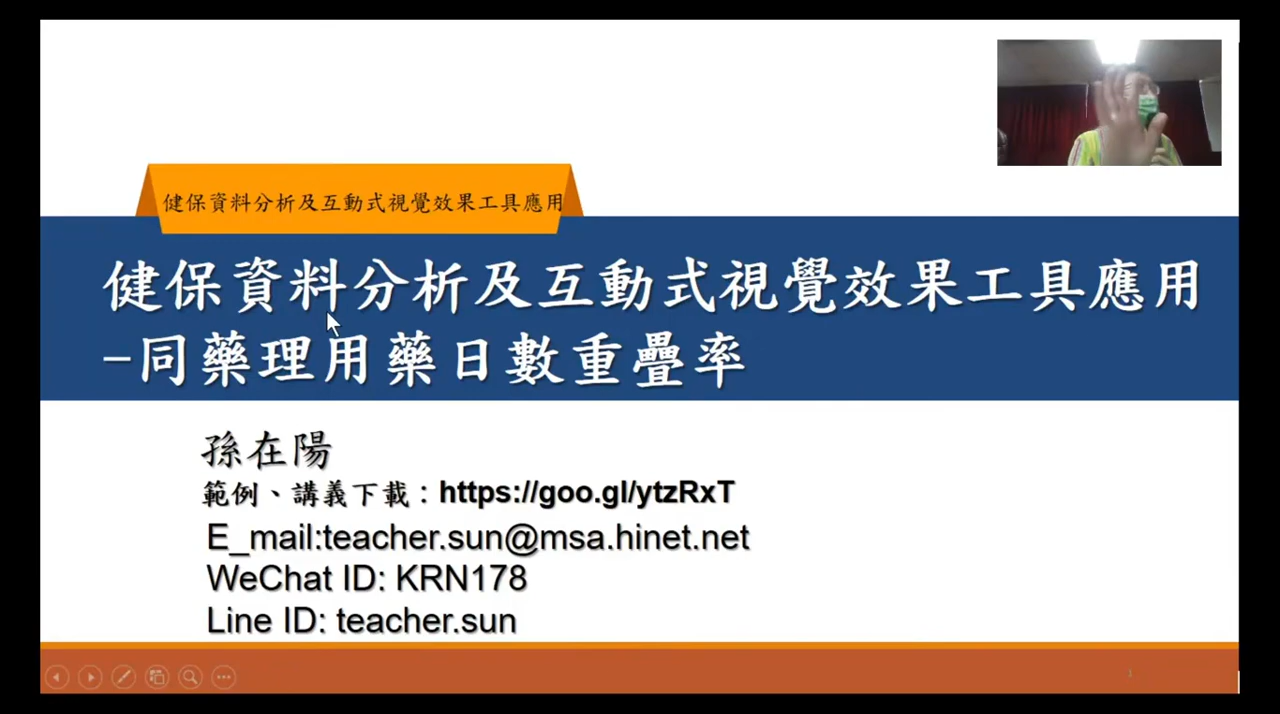 健保資料分析及互動式視覺效果工具應用
健保資料分析及互動式視覺效果工具應用
–同藥理用藥日數重疊率
孫在陽
範例、講義下載：https://goo.gl/ytzRxT
E_mail:teacher.sun@msa.hinet.net
WeChat ID: KRN178
Line ID: teacher.sun
1